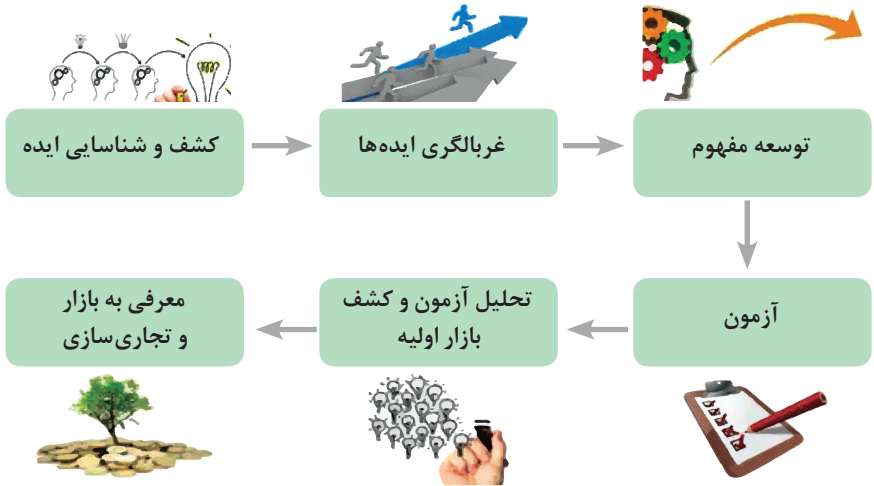 کشف و شناسایی ایده
غربالگری ایده‌ها
توسعه مفهوم
آزمون
تحلیل آزمون و کشف
بازار اولیه
معرفی به بازار
و تجاری‌سازی